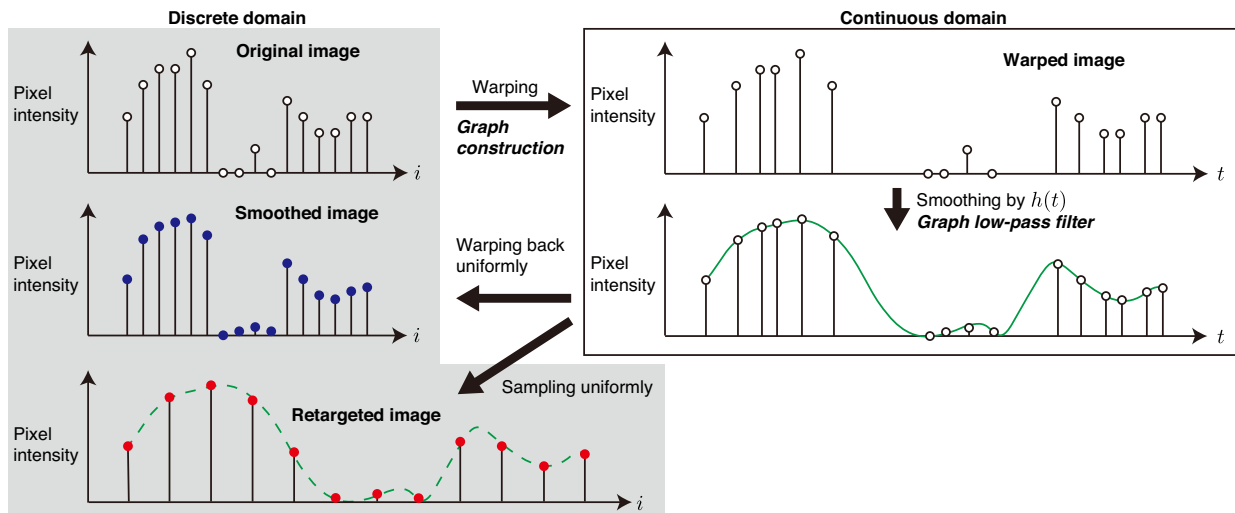 Discrete domain
Original image
Pixel
intensity
i
Warping
Graph
construction
Continuous domain
Warped image
Pixel
intensity
t
Smoothing by h(t)
Graph low-pass filter
Smoothed image
Pixel
intensity
i
Warping back
uniformly
Pixel
intensity
t
Sampling uniformly
Retargeted image
Pixel
intensity
i